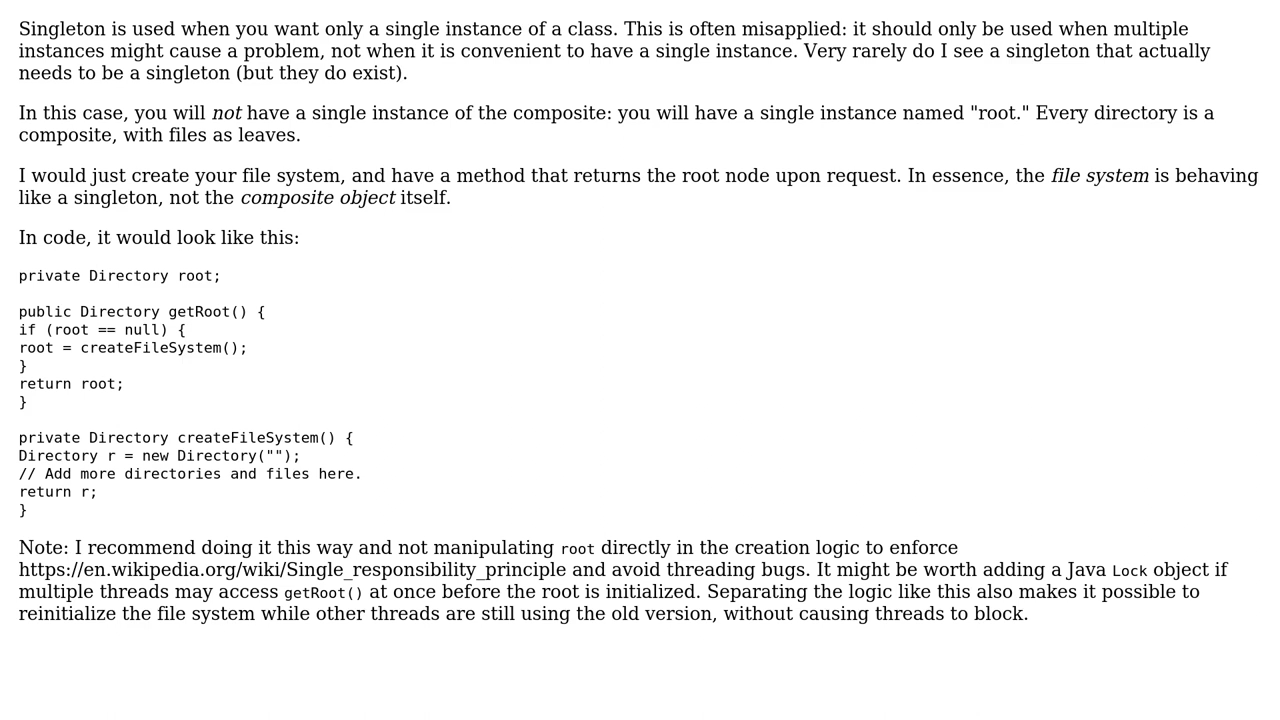 Singleton is used when you want only a single instance of a class. This is often misapplied: it should only be used when multiple
instances might cause a problem, not when it is convenient to have a single instance. Very rarely do I see a singleton that actually
needs to be a singleton (but they do exist).
In this case, you will not have a single instance of the composite: you will have a single instance named "root." Every directory is a
composite, with files as leaves.
I would just create your file system, and have a method that returns the root node upon request. In essence, the file system is behaving
like a singleton, not the composite object itself.
In code, it would look like this:
private Directory root;
public Directory getRoot() {
if (root == null) {
root = createFileSystem();
}
return root;
}
private Directory createFileSystem() {
Directory r = new Directory("");
// Add more directories and files here.
return r;
}
Note: I recommend doing it this way and not manipulating root directly in the creation logic to enforce
https://en.wikipedia.org/wiki/Single_responsibility_principle and avoid threading bugs. It might be worth adding a Java Lock object if
multiple threads may access getRoot() at once before the root is initialized. Separating the logic like this also makes it possible to
reinitialize the file system while other threads are still using the old version, without causing threads to block.